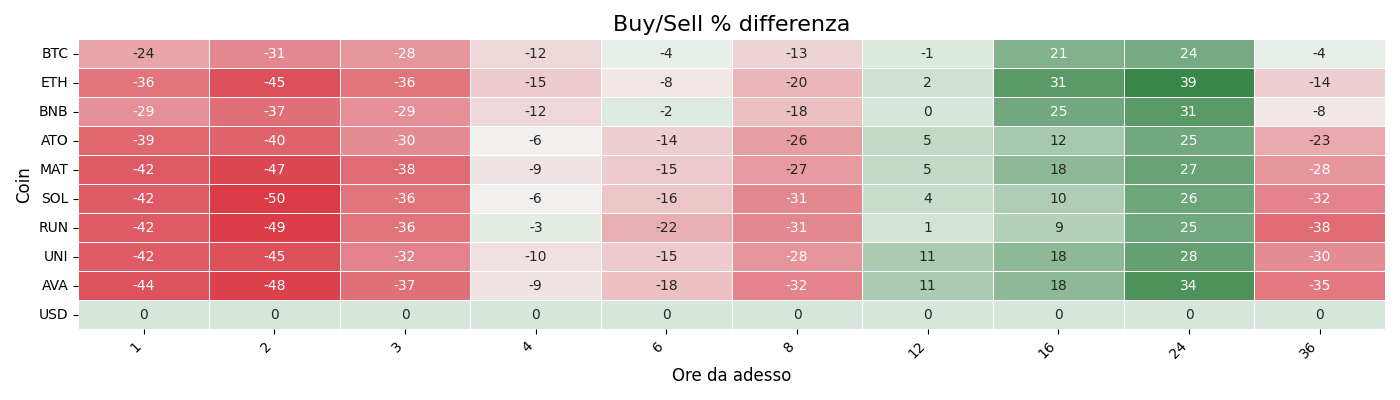 Buy/Sell % differenza
Coin
BTC -24 -31 -28 -12 -4 -13 -1 21 24 -4
ETH -36 -45 -36 -15 -8 -20 2 31 39 -14
BNB -29 -37 -29 -12 -2 -18 0 25 31 -8
ATO -39 -40 -30 -6 -14 -26 5 12 25 -23
MAT -42 -47 -38 -9 -15 -27 5 18 27 -28
SOL -42 -50 -36 -6 -16 -31 4 10 26 -32
RUN -42 -49 -36 -3 -22 -31 1 9 25 -38
UNI -42 -45 -32 -10 -15 -28 11 18 28 -30
AVA -44 -48 -37 -9 -18 -32 11 18 34 -35
USD 0 0 0 0 0 0 0 0 0 0
1 2 3 4 6 8 12 16 24 36
Ore da adesso